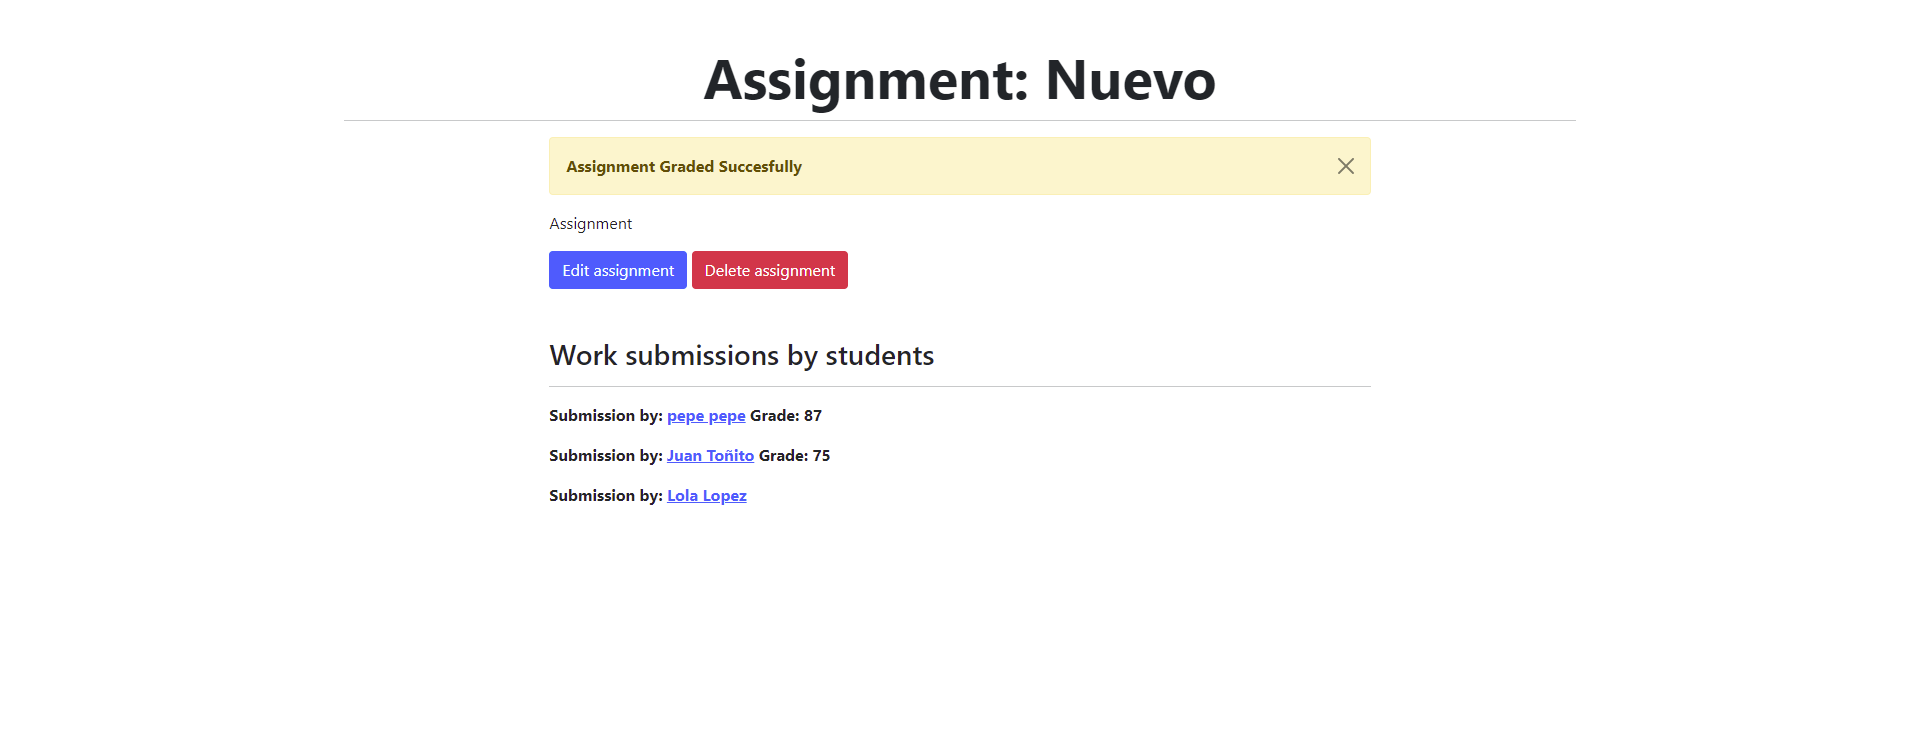 Assignment: Nuevo
Assignment Graded Succesfully
Assignment
Edit assignment Delete assignment
Work submissions by students
Submission by: pepe pepe Grade: 87
Submission by: Juan Toñito Grade: 75
Submission by: Lola Lopez